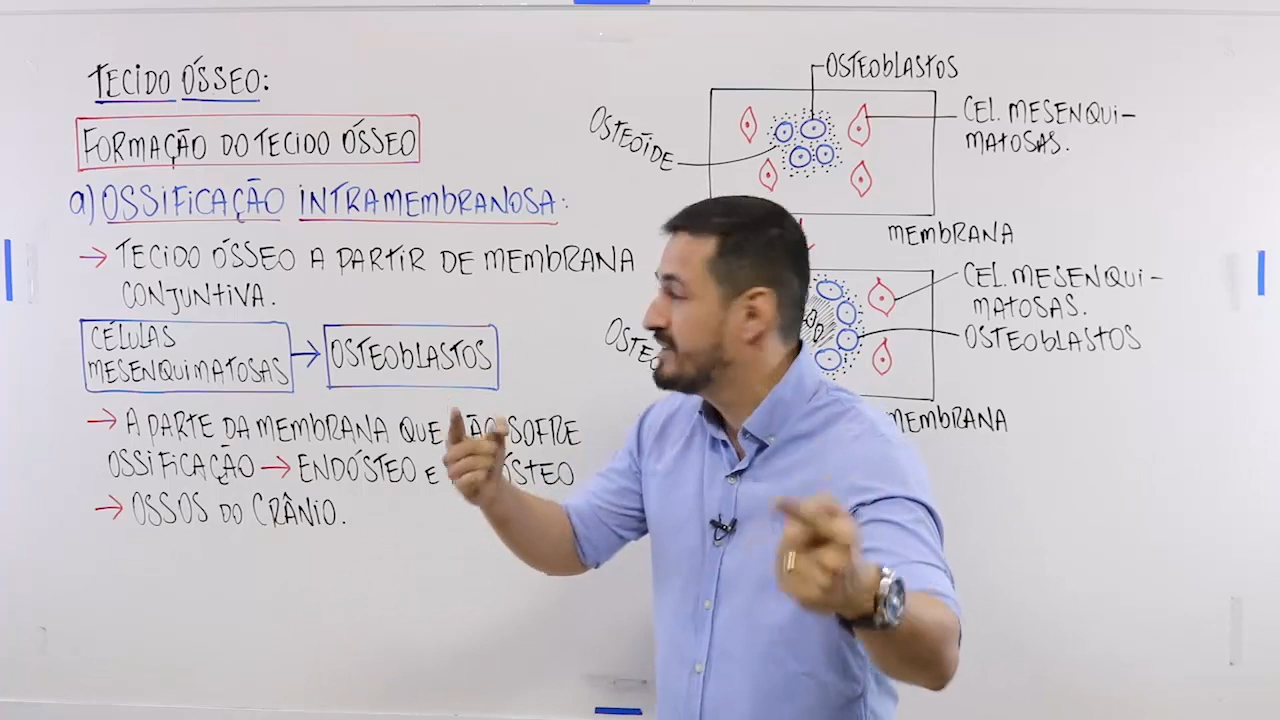 TECIDO ÓSSEO:
FORMAÇÃO DO TECIDO ÓSSEO
a) OSSIFICAÇÃO INTRAMEMBRANOSA:
→ TECIDO ÓSSEO A PARTIR DE MEMBRANA
CONJUNTIVA.
CÉLULAS
MESENQUIMATOSAS → OSTEOBLASTOS
→ A PARTE DA MEMBRANA QUE SOFRE
OSSIFICAÇÃO → ENDÓSTEO E
→ OSSOS DO CRÂNIO.
OSTEOBLASTOS
OSTEÓIDE
CEL. MESENQUI-
MATOSAS.
MEMBRANA
CEL. MESENQUI-
MATOSAS.
OSTEOBLASTOS
MEMBRANA